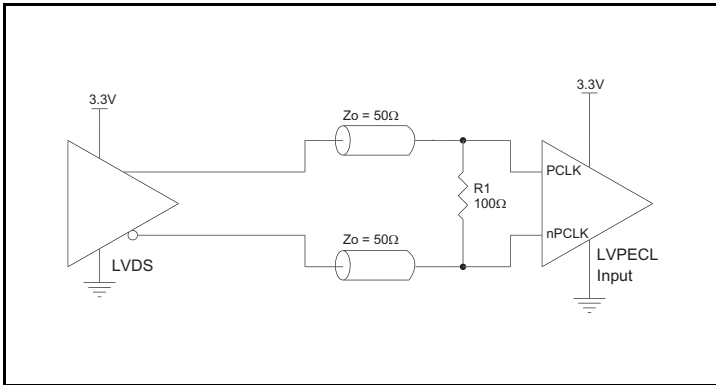 3.3V
3.3V
Zo = 50Ω
PCLK
R1
100Ω
nPCLK
Zo = 50Ω
LVDS
LVPECL
Input